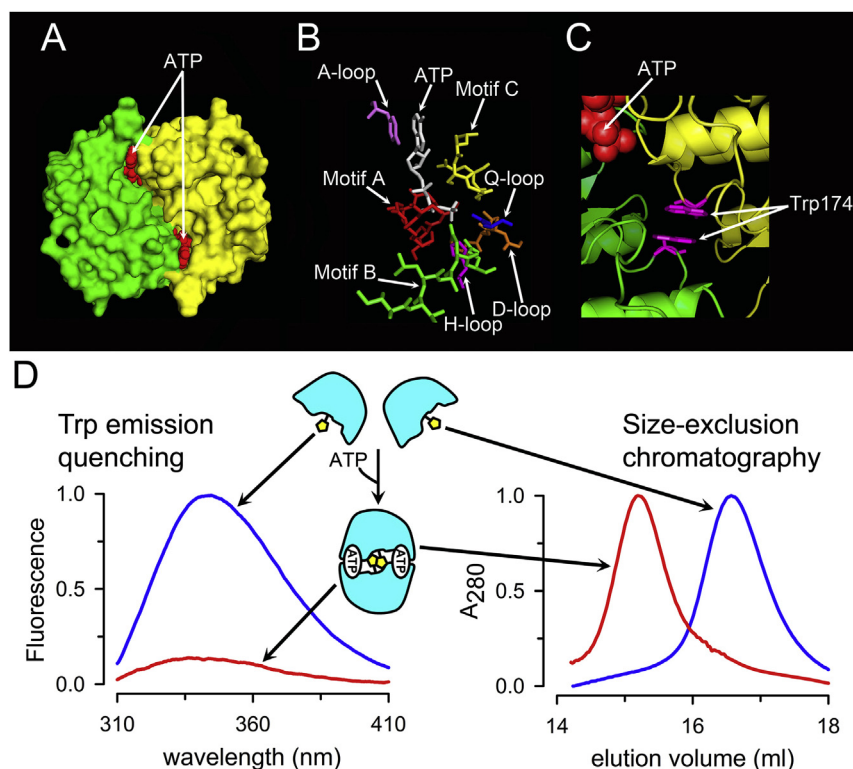 A
ATP
B
A-loop
ATP
Motif C
Motif A
Q-loop
Motif B
D-loop
H-loop
C
ATP
Trp174
D
Trp emission
quenching
Size-exclusion
chromatography
ATP
ATP
ATP
Fluorescence
1.0
0.5
0.0
310
360
410
wavelength (nm)
A280
1.0
0.5
0.0
14
16
18
elution volume (ml)